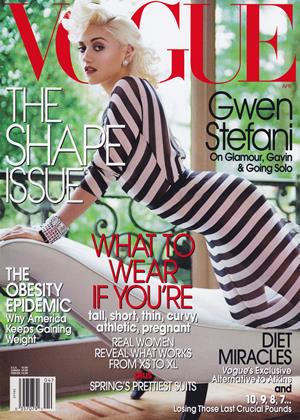 VOGUE
APR
THE
SHAPE
ISSUE
Gwen
Stefani
On Glamour, Gavin
& Going Solo
WHAT TO
WEAR
IF YOU'RE
tall, short, thin, curvy,
athletic, pregnant
REAL WOMEN
REVEAL WHAT WORKS
FROM XS TO XL
plus
SPRING'S PRETTIEST SUITS
THE
OBESITY
EPIDEMIC
Why America
Keeps Gaining
Weight
DIET
MIRACLES
Vogue's Exclusive
Alternative to Atkins
and
10, 9, 8, 7...
Losing Those Last Crucial Pounds
04>